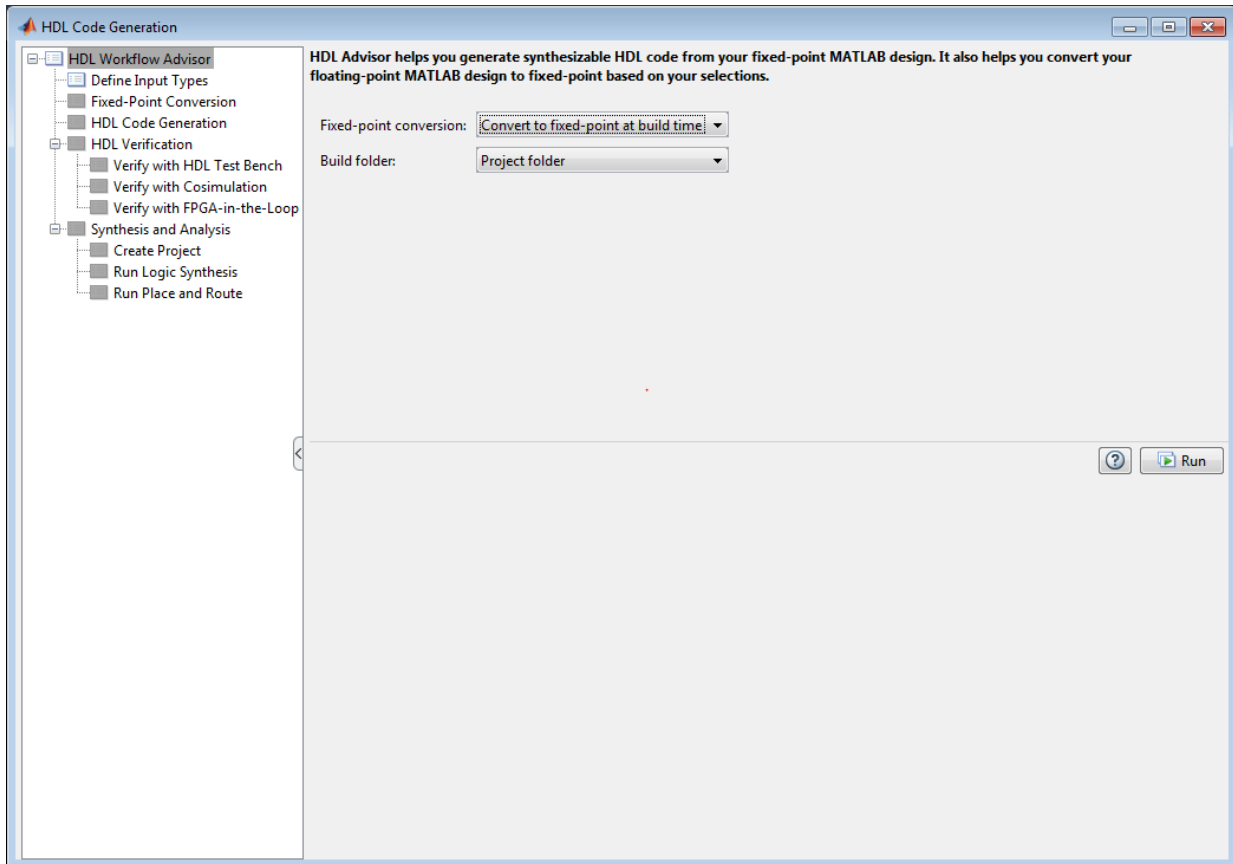 HDL Code Generation
HDL Workflow Advisor
Define Input Types
Fixed-Point Conversion
HDL Code Generation
HDL Verification
Verify with HDL Test Bench
Verify with Cosimulation
Verify with FPGA-in-the-Loop
Synthesis and Analysis
Create Project
Run Logic Synthesis
Run Place and Route
HDL Advisor helps you generate synthesizable HDL code from your fixed-point MATLAB design. It also helps you convert your
floating-point MATLAB design to fixed-point based on your selections.
Fixed-point conversion: Convert to fixed-point at build time
Build folder: Project folder
? Run